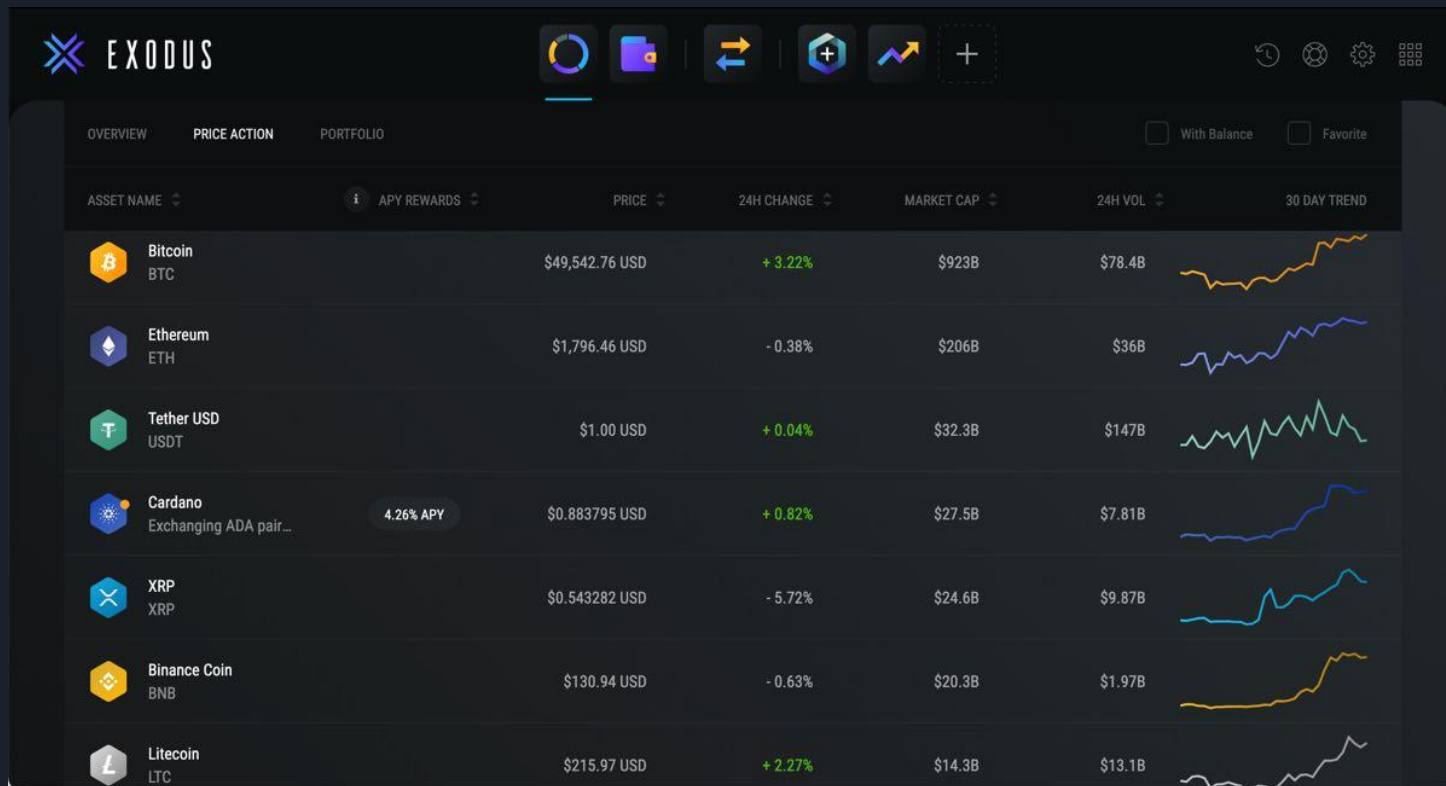 EXODUS
OVERVIEW PRICE ACTION PORTFOLIO With Balance Favorite
ASSET NAME i APY REWARDS PRICE 24H CHANGE MARKET CAP 24H VOL 30 DAY TREND
Bitcoin
BTC
$49,542.76 USD + 3.22% $923B $78.4B
Ethereum
ETH
$1,796.46 USD - 0.38% $206B $36B
Tether USD
USDT
$1.00 USD + 0.04% $32.3B $147B
Cardano
Exchanging ADA pair...
4.26% APY $0.883795 USD + 0.82% $27.5B $7.81B
XRP
XRP
$0.543282 USD - 5.72% $24.6B $9.87B
Binance Coin
BNB
$130.94 USD - 0.63% $20.3B $1.97B
Litecoin
LTC
$215.97 USD + 2.27% $14.3B $13.1B